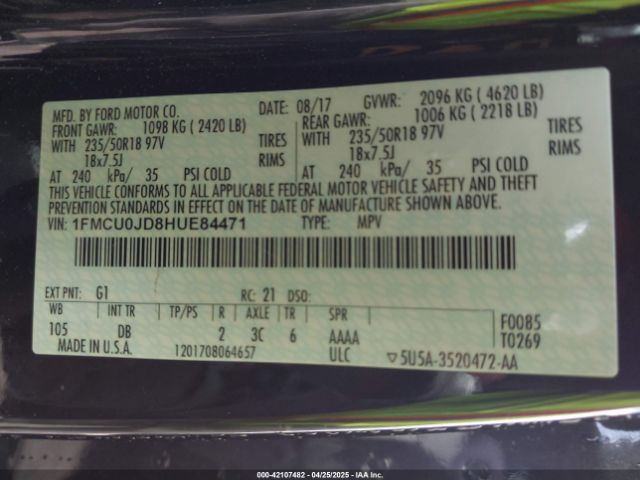 MFD. BY FORD MOTOR CO. DATE: 08/17 GVWR: 2096 KG ( 4620 LB)
FRONT GAWR: 1098 KG ( 2420 LB) REAR GAWR: 1006 KG ( 2218 LB)
WITH 235/50R18 97V TIRES WITH 235/50R18 97V TIRES
18x7.5J RIMS 18x7.5J RIMS
AT 240 kPa/ 35 PSI COLD AT 240 kPa/ 35 PSI COLD
THIS VEHICLE CONFORMS TO ALL APPLICABLE FEDERAL MOTOR VEHICLE SAFETY AND THEFT
PREVENTION STANDARDS IN EFFECT ON THE DATE OF MANUFACTURE SHOWN ABOVE.
VIN: 1FMCU0JD8HUE84471 TYPE: MPV
EXT PNT: G1 RC: 21 DSO:
WB INT TR TP/PS R AXLE TR SPR
105 DB 2 3C 6 AAAA F0085
MADE IN U.S.A. 1201708064657 ULC T0269
▽5U5A-3520472-AA
1-42107482 04/25/2025 IAAI Inc.